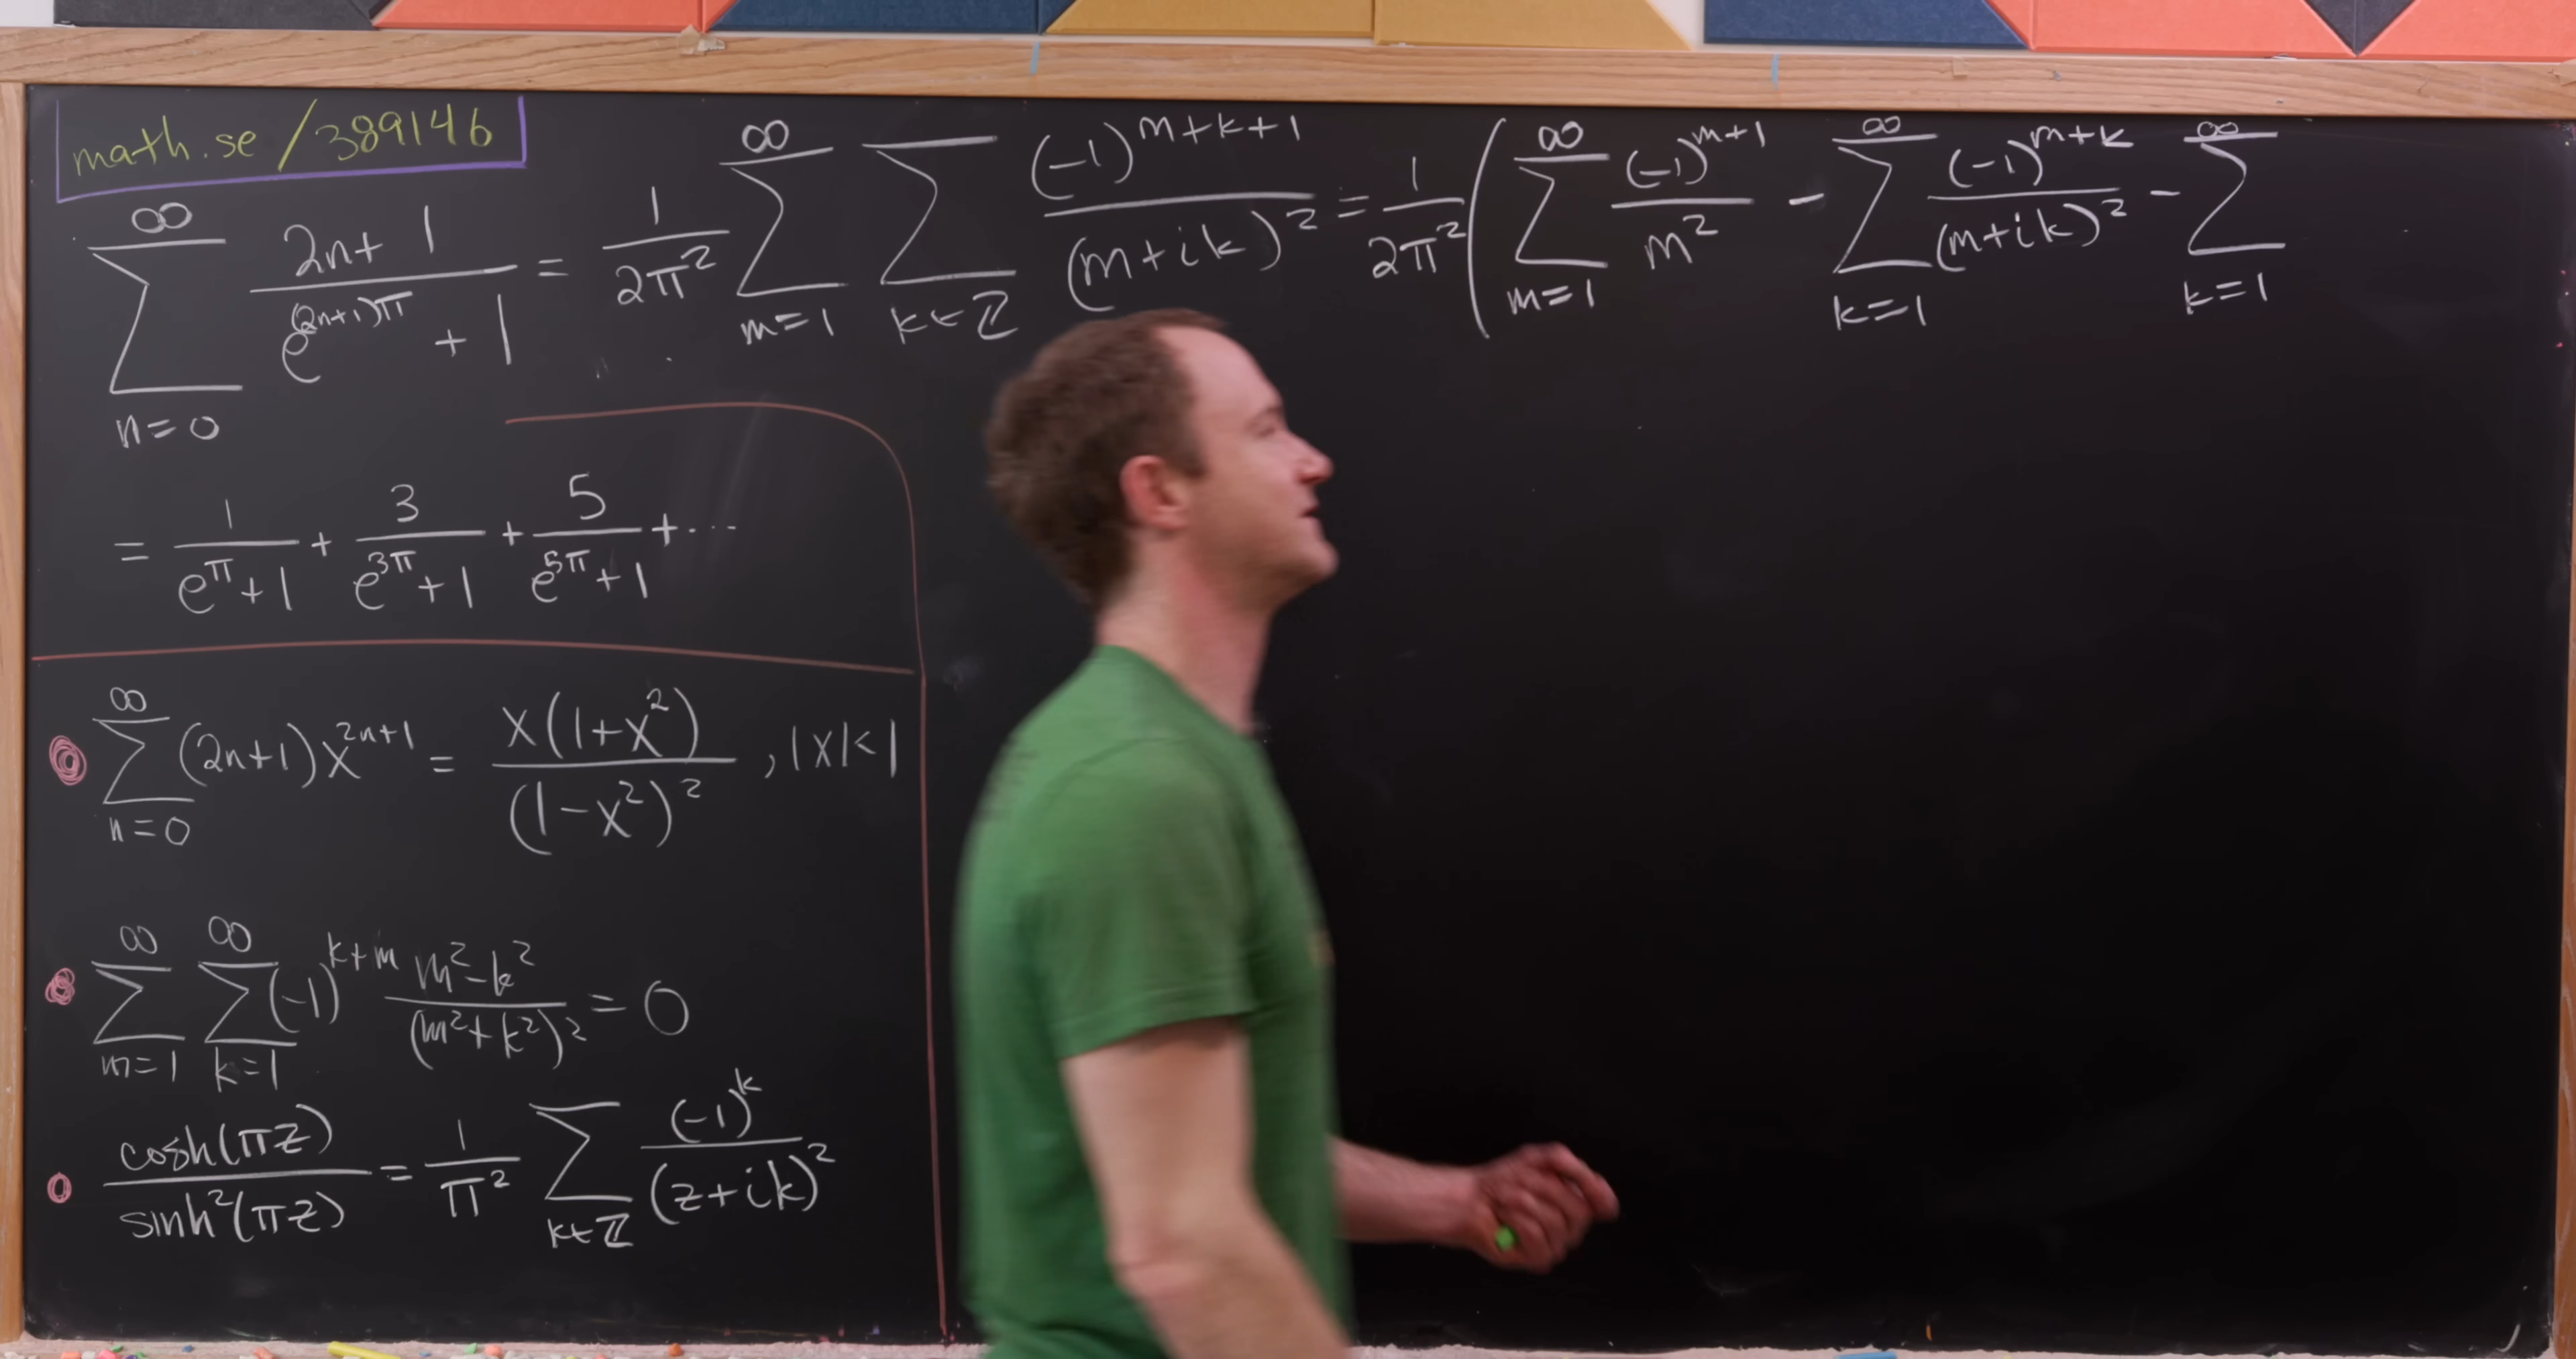 math.se/389146
∑_{n=0}^{∞} (2n+1)/(e^{(2n+1)π}+1) = 1/(2π²) ∑_{m=1}^{∞} ∑_{k∈ℤ} (-1)^{m+k+1}/(m+ik)² = 1/(2π²) ( ∑_{m=1}^{∞} (-1)^{m+1}/m² - ∑_{k=1}^{∞} (-1)^{m+k}/(m+ik)² - ∑_{k=1}^{∞}
= 1/(e^π+1) + 3/(e^{3π}+1) + 5/(e^{5π}+1) + ...
∑_{n=0}^{∞} (2n+1)x^{2n+1} = x(1+x²)/(1-x²)², |x|<1
∑_{m=1}^{∞} ∑_{k=1}^{∞} (-1)^{k+m} (m²-k²)/(m²+k²)² = 0
cosh(πz)/sinh²(πz) = 1/π² ∑_{k∈ℤ} (-1)^k/(z+ik)²